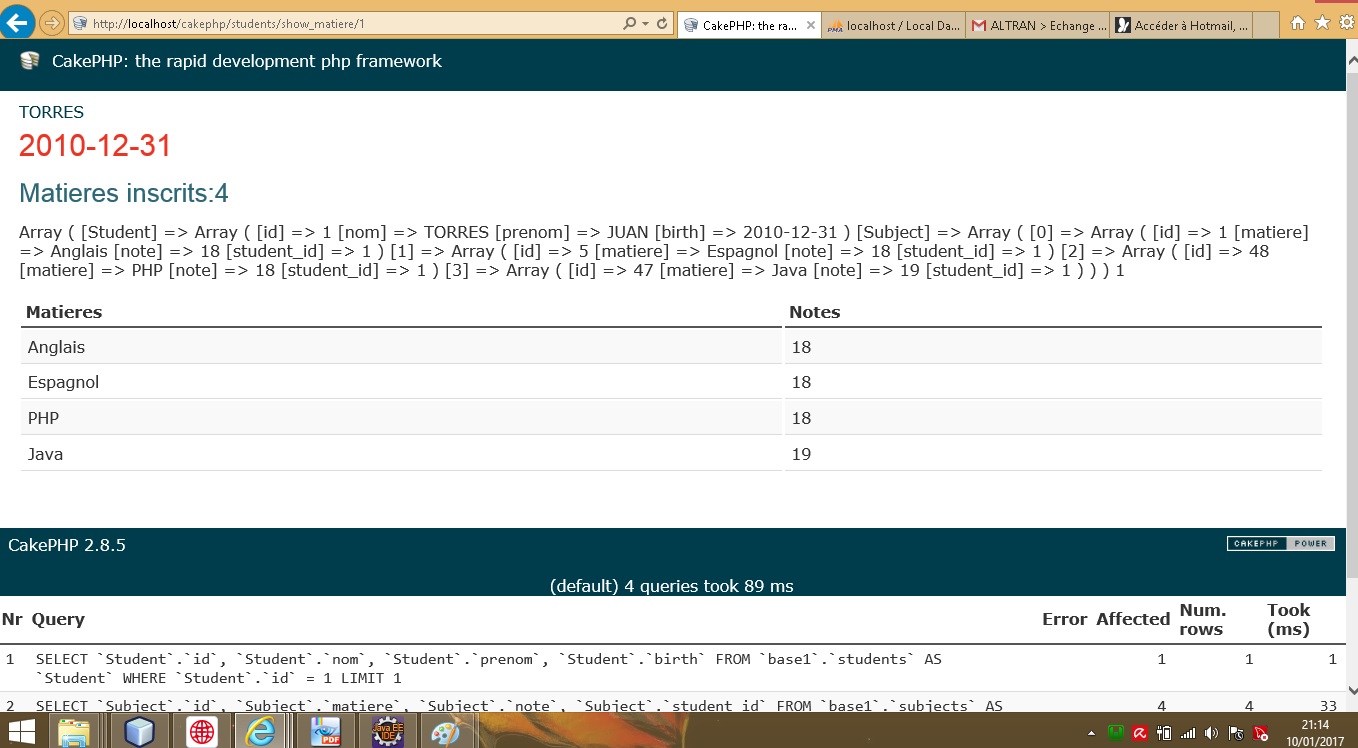 http://localhost/cakephp/students/show_matiere/1
CakePHP: the ra...
localhost / Local Da...
ALTRAN > Echange ...
Accéder à Hotmail, ...
CakePHP: the rapid development php framework
TORRES
2010-12-31
Matieres inscrits:4
Array ( [Student] => Array ( [id] => 1 [nom] => TORRES [prenom] => JUAN [birth] => 2010-12-31 ) [Subject] => Array ( [0] => Array ( [id] => 1 [matiere]
=> Anglais [note] => 18 [student_id] => 1 ) [1] => Array ( [id] => 5 [matiere] => Espagnol [note] => 18 [student_id] => 1 ) [2] => Array ( [id] => 48
[matiere] => PHP [note] => 18 [student_id] => 1 ) [3] => Array ( [id] => 47 [matiere] => Java [note] => 19 [student_id] => 1 ) ) ) 1
Matieres Notes
Anglais 18
Espagnol 18
PHP 18
Java 19
CakePHP 2.8.5
CAKEPHP POWER
(default) 4 queries took 89 ms
Nr Query Error Affected Num. rows Took (ms)
1 SELECT `Student`.`id`, `Student`.`nom`, `Student`.`prenom`, `Student`.`birth` FROM `base1`.`students` AS 1 1 1
`Student` WHERE `Student`.`id` = 1 LIMIT 1
2 SELECT `Subject`.`id`, `Subject`.`matiere`, `Subject`.`note`, `Subject`.`student_id` FROM `base1`.`subjects` AS 4 4 33
PDF
Java EE
IDE
21:14
10/01/2017